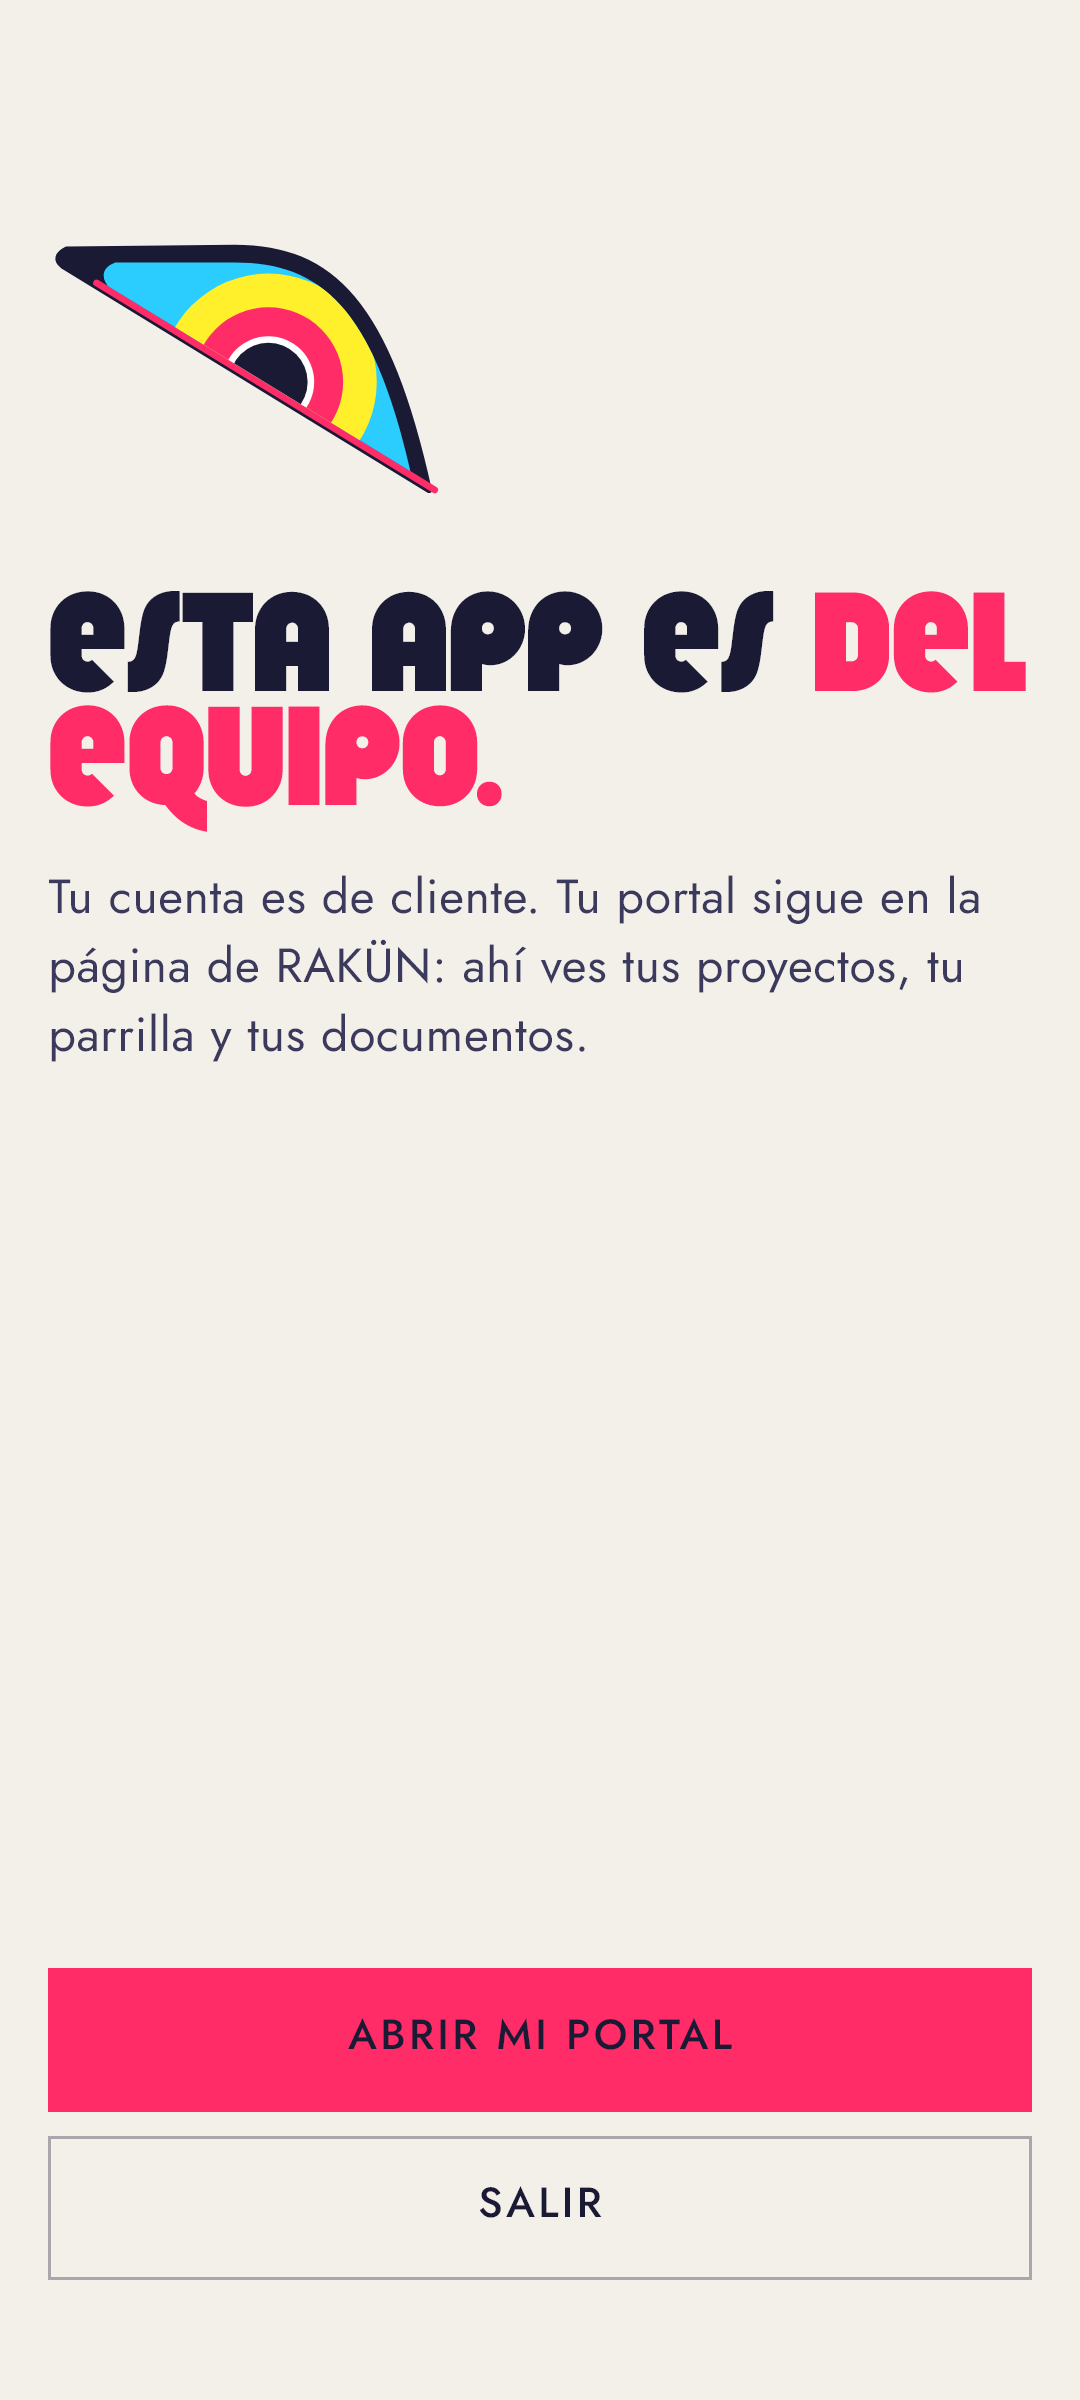 esTA APP es DeL
eQUIPO.
Tu cuenta es de cliente. Tu portal sigue en la
página de RAKÜN: ahí ves tus proyectos, tu
parrilla y tus documentos.
ABRIR MI PORTAL
SALIR